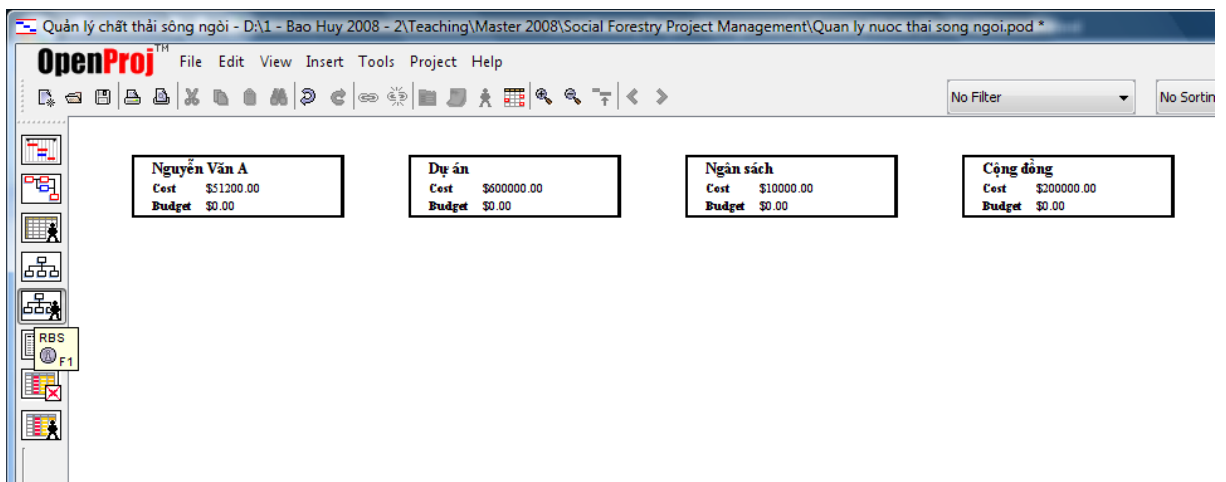 Quản lý chất thải sông ngòi - D:\1 - Bao Huy 2008 - 2\Teaching\Master 2008\Social Forestry Project Management\Quan ly nuoc thai song ngoi.pod *
OpenProj™ File Edit View Insert Tools Project Help
No Filter No Sortin
Nguyễn Văn A
Cost $51200.00
Budget $0.00
Dự án
Cost $600000.00
Budget $0.00
Ngân sách
Cost $10000.00
Budget $0.00
Cộng đồng
Cost $200000.00
Budget $0.00
RBS
F1